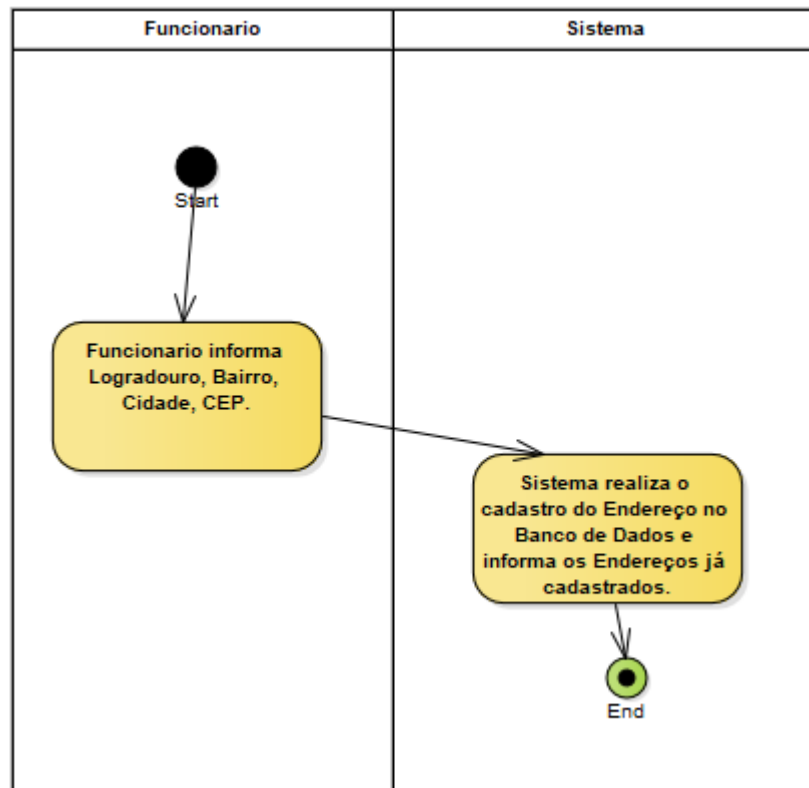 Funcionario
Sistema
Start
Funcionario informa
Logradouro, Bairro,
Cidade, CEP.
Sistema realiza o
cadastro do Endereço no
Banco de Dados e
informa os Endereços já
cadastrados.
End